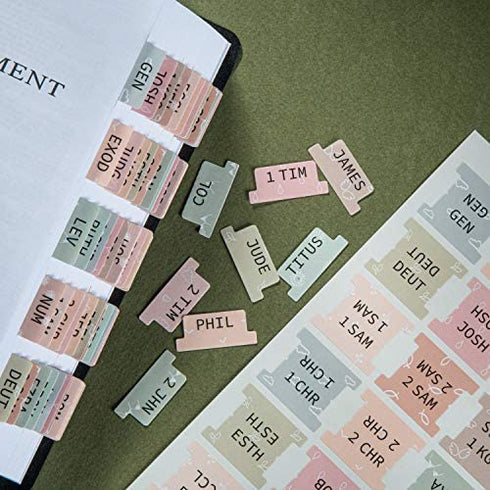 MENT
GEN
JOSH
EXOD
JUDG
LEV
RUTH
NUM
DEUT
COL
1 TIM
JAMES
JUDE
TITUS
2 TIM
PHIL
2 JHN
GEN
GEN
DEUT
DEUT
JOSH
1 SAM
1 SAM
2 SAM
2 SAM
1 CHR
1 CHR
2 CHR
2 CHR
ESTH
ESTH